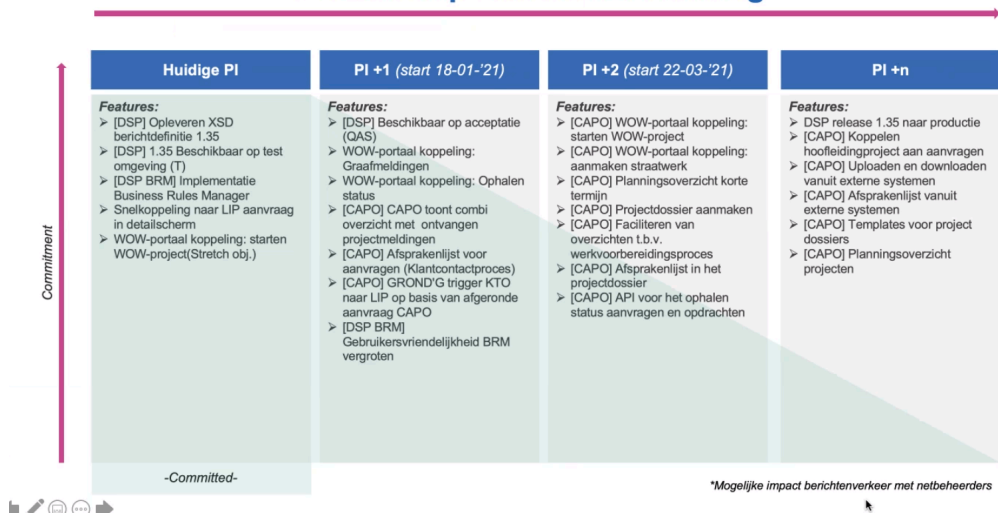 Commitment
Huidige PI
Features:
➢ [DSP] Opleveren XSD
berichtdefinitie 1.35
➢ [DSP] 1.35 Beschikbaar op test
omgeving (T)
➢ [DSP BRM] Implementatie
Business Rules Manager
➢ Snelkoppeling naar LIP aanvraag
in detailscherm
➢ WOW-portaal koppeling: starten
WOW-project(Stretch obj.)
-Committed-
PI +1 (start 18-01-'21)
Features:
➢ [DSP] Beschikbaar op acceptatie
(QAS)
➢ WOW-portaal koppeling:
Graafmeldingen
➢ WOW-portaal koppeling: Ophalen
status
➢ [CAPO] CAPO toont combi
overzicht met ontvangen
projectmeldingen
➢ [CAPO] Afsprakenlijst voor
aanvragen (Klantcontactproces)
➢ [CAPO] GROND'G trigger KTO
naar LIP op basis van afgeronde
aanvraag CAPO
➢ [DSP BRM]
Gebruikersvriendelijkheid BRM
vergroten
PI +2 (start 22-03-'21)
Features:
➢ [CAPO] WOW-portaal koppeling:
starten WOW-project
➢ [CAPO] WOW-portaal koppeling:
aanmaken straatwerk
➢ [CAPO] Planningsoverzicht korte
termijn
➢ [CAPO] Projectdossier aanmaken
➢ [CAPO] Faciliteren van
overzichten t.b.v.
werkvoorbereidingsproces
➢ [CAPO] Afsprakenlijst in het
projectdossier
➢ [CAPO] API voor het ophalen
status aanvragen en opdrachten
PI +n
Features:
➢ DSP release 1.35 naar productie
➢ [CAPO] Koppelen
hoofleidingproject aan aanvragen
➢ [CAPO] Uploaden en downloaden
vanuit externe systemen
➢ [CAPO] Afsprakenlijst vanuit
externe systemen
➢ [CAPO] Templates voor project
dossiers
➢ [CAPO] Planningsoverzicht
projecten
*Mogelijke impact berichtenverkeer met netbeheerders